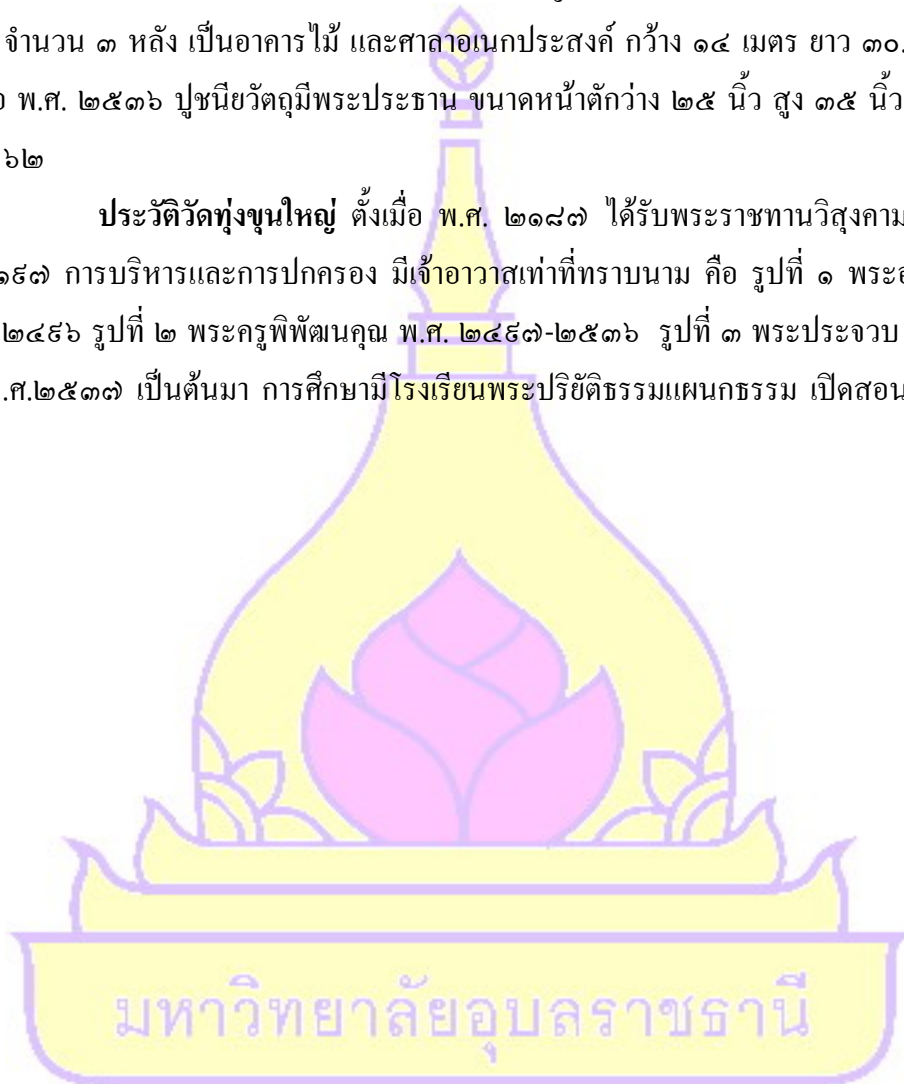 จำนวน ๓ หลัง เป็นอาคารไม้ และศาลาอเนกประสงค์ กว้าง ๑๔ เมตร ยาว ๓๐.
พ.ศ. ๒๕๓๖ ปูชนียวัตถุมีพระประธาน ขนาดหน้าตักกว่าง ๒๕ นิ้ว สูง ๓๕ นิ้ว
๖๒
ประวัติวัดทุ่งขุนใหญ่ ตั้งเมื่อ พ.ศ. ๒๑๘๗ ได้รับพระราชทานวิสุงคาม
๑๙๗ การบริหารและการปกครอง มีเจ้าอาวาสเท่าที่ทราบนาม คือ รูปที่ ๑ พระอ
๒๔๙๖ รูปที่ ๒ พระครูพิพัฒนคุณ พ.ศ. ๒๔๙๗-๒๕๓๖ รูปที่ ๓ พระประจวบ
.ศ.๒๕๓๗ เป็นต้นมา การศึกษามีโรงเรียนพระปริยัติธรรมแผนกธรรม เปิดสอน
มหาวิทยาลัยอุบลราชธานี